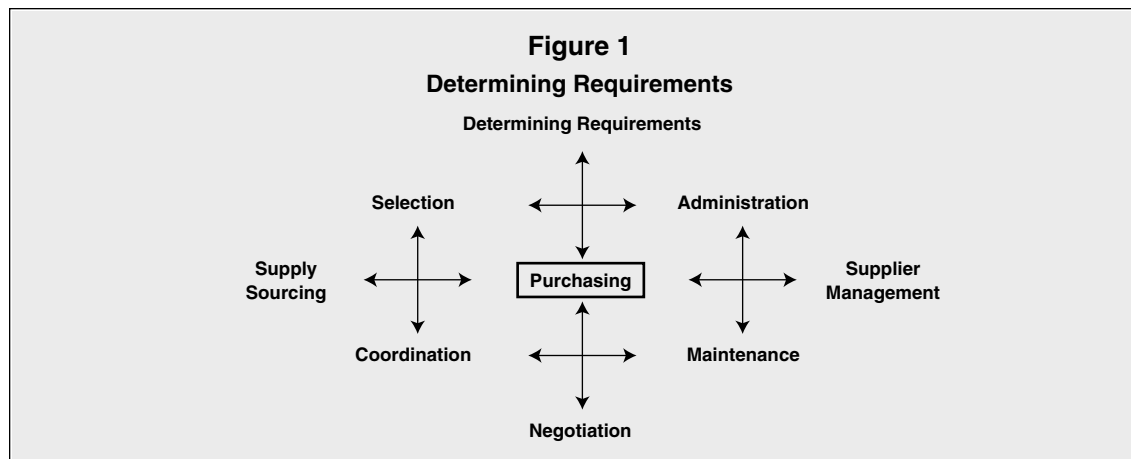 Figure 1
Determining Requirements
Determining Requirements
Selection
Administration
Supply
Sourcing
Purchasing
Supplier
Management
Coordination
Maintenance
Negotiation